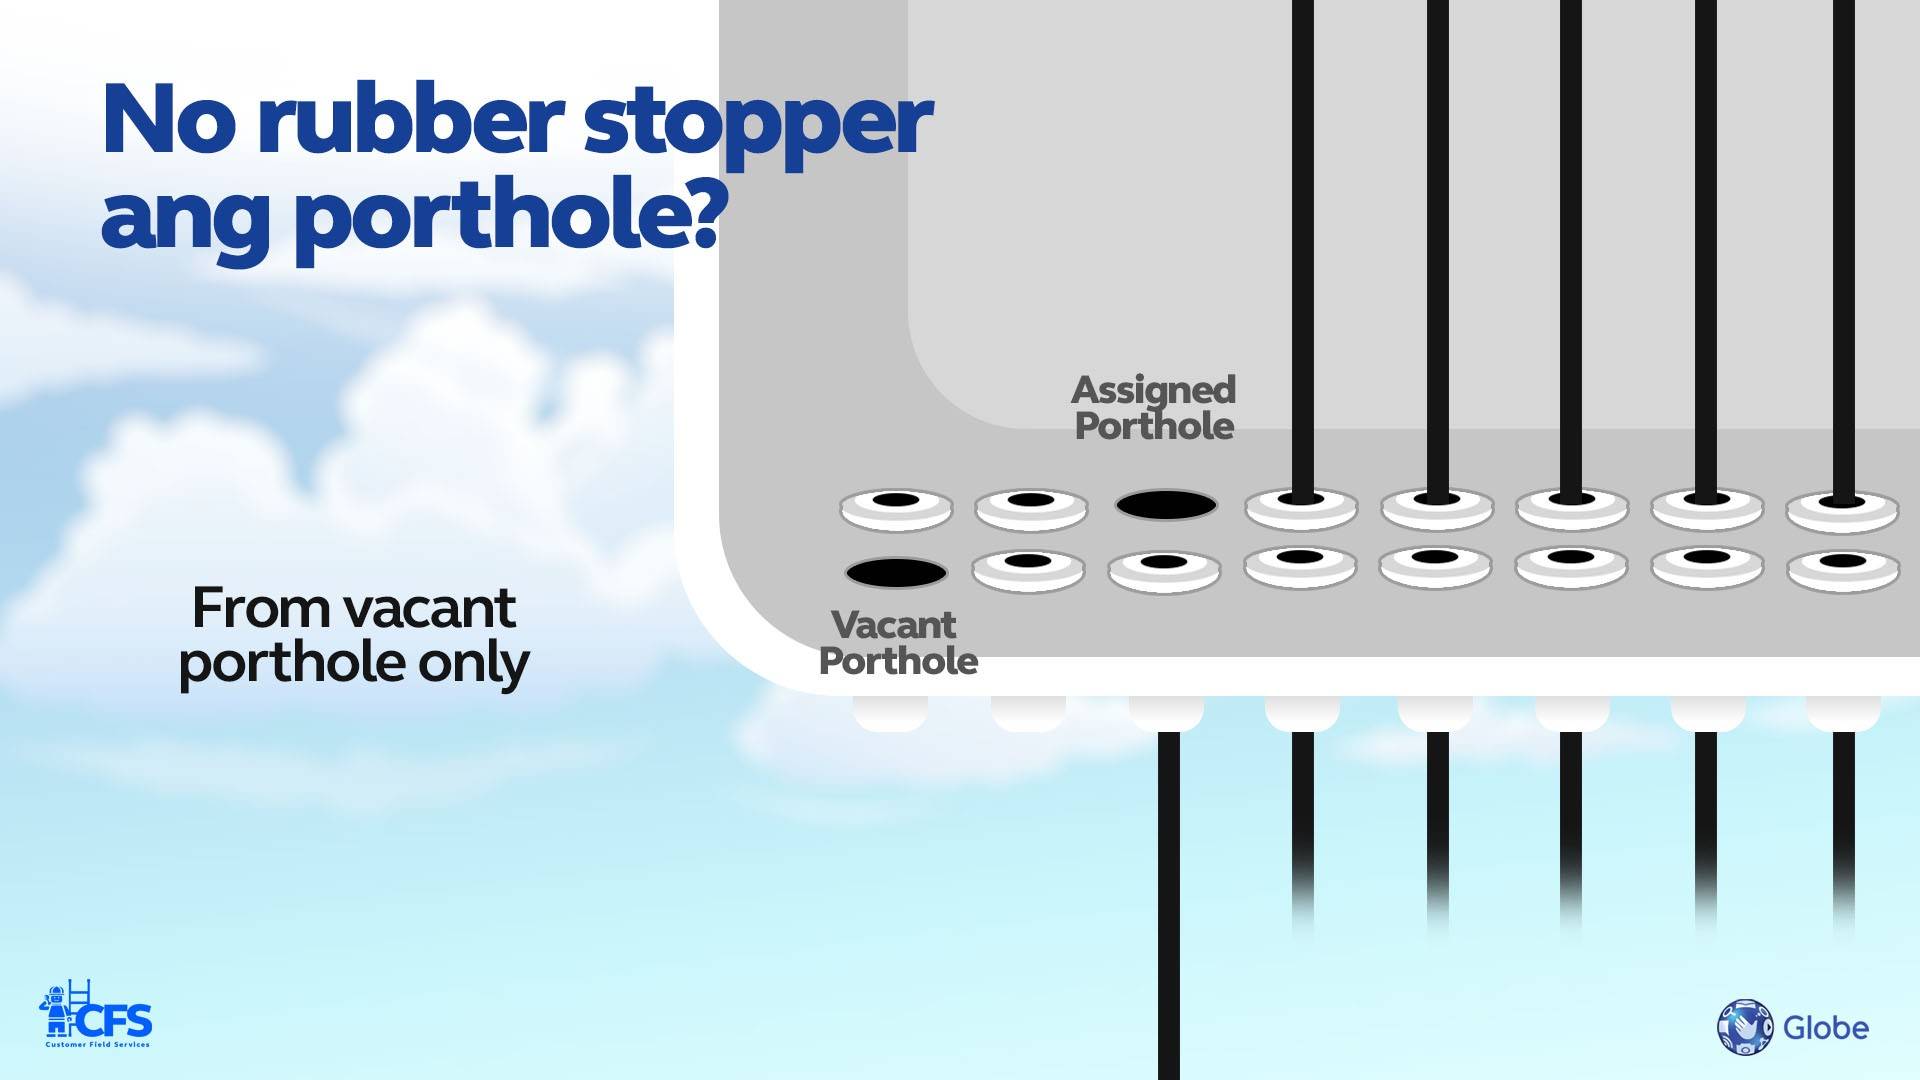 No rubber stopper
ang porthole?
Assigned
Porthole
From vacant
porthole only
Vacant
Porthole
CFS
Customer Field Services
Globe